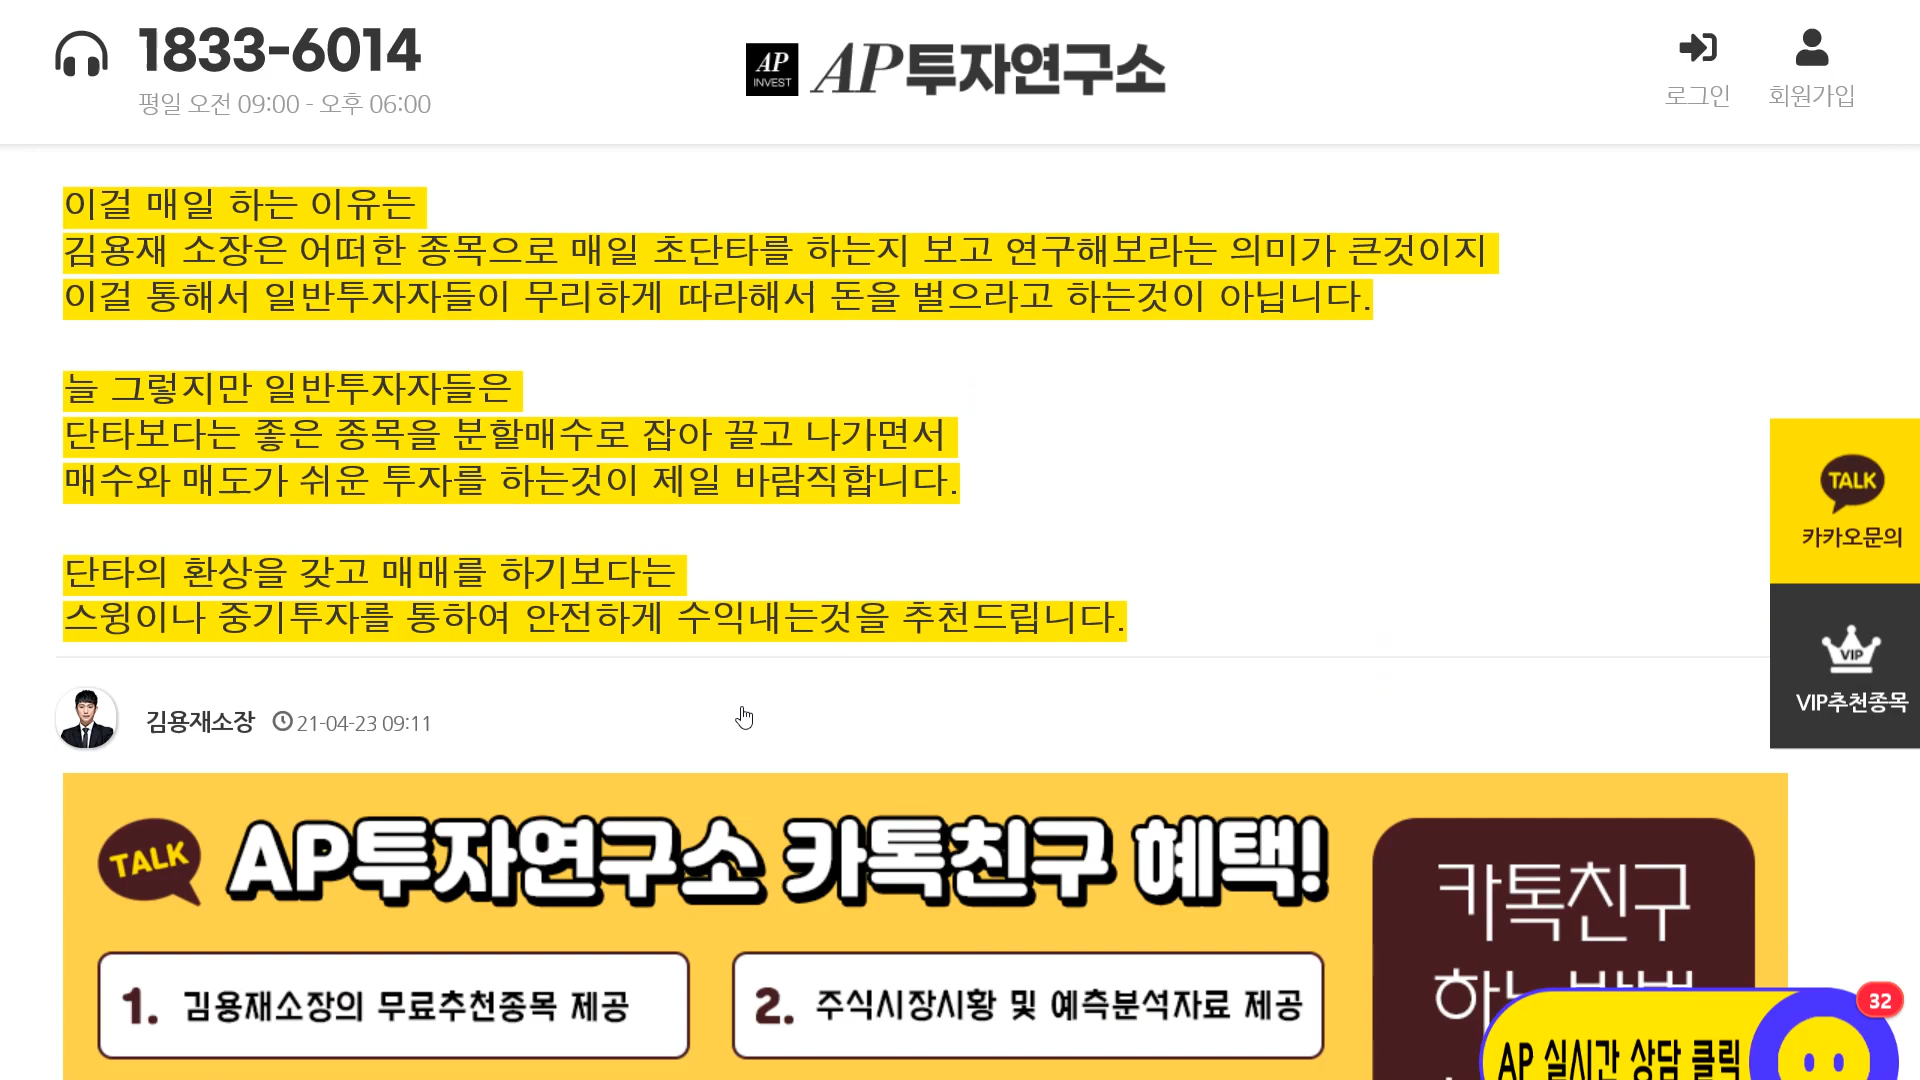 1833-6014
평일 오전 09:00 - 오후 06:00
AP
INVEST
AP투자연구소
로그인
회원가입
이걸 매일 하는 이유는
김용재 소장은 어떠한 종목으로 매일 초단타를 하는지 보고 연구해보라는 의미가 큰것이지
이걸 통해서 일반투자자들이 무리하게 따라해서 돈을 벌으라고 하는것이 아닙니다.
늘 그렇지만 일반투자자들은
단타보다는 좋은 종목을 분할매수로 잡아 끌고 나가면서
매수와 매도가 쉬운 투자를 하는것이 제일 바람직합니다.
단타의 환상을 갖고 매매를 하기보다는
스윙이나 중기투자를 통하여 안전하게 수익내는것을 추천드립니다.
TALK
카카오문의
VIP
VIP추천종목
김용재소장 21-04-23 09:11
TALK
AP투자연구소 카톡친구 혜택!
1. 김용재소장의 무료추천종목 제공
2. 주식시장시황 및 예측분석자료 제공
카톡친구
32
AP 실시간 상담 클릭